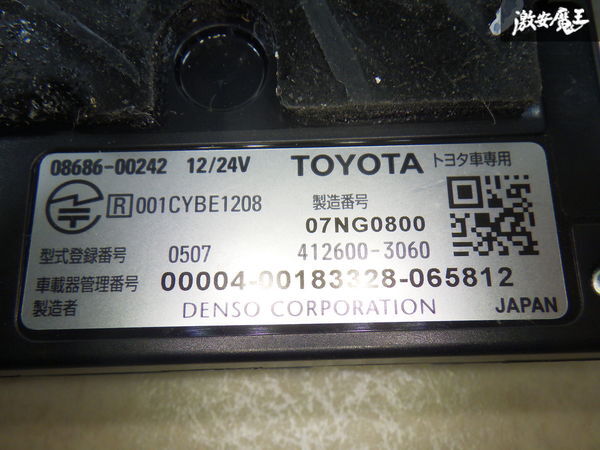 激安魔王
08686-00242 12/24V TOYOTA トヨタ車専用
R 001CYBE1208 製造番号
07NG0800
型式登録番号 0507 412600-3060
車載器管理番号 00004-00183328-065812
製造者 DENSO CORPORATION JAPAN